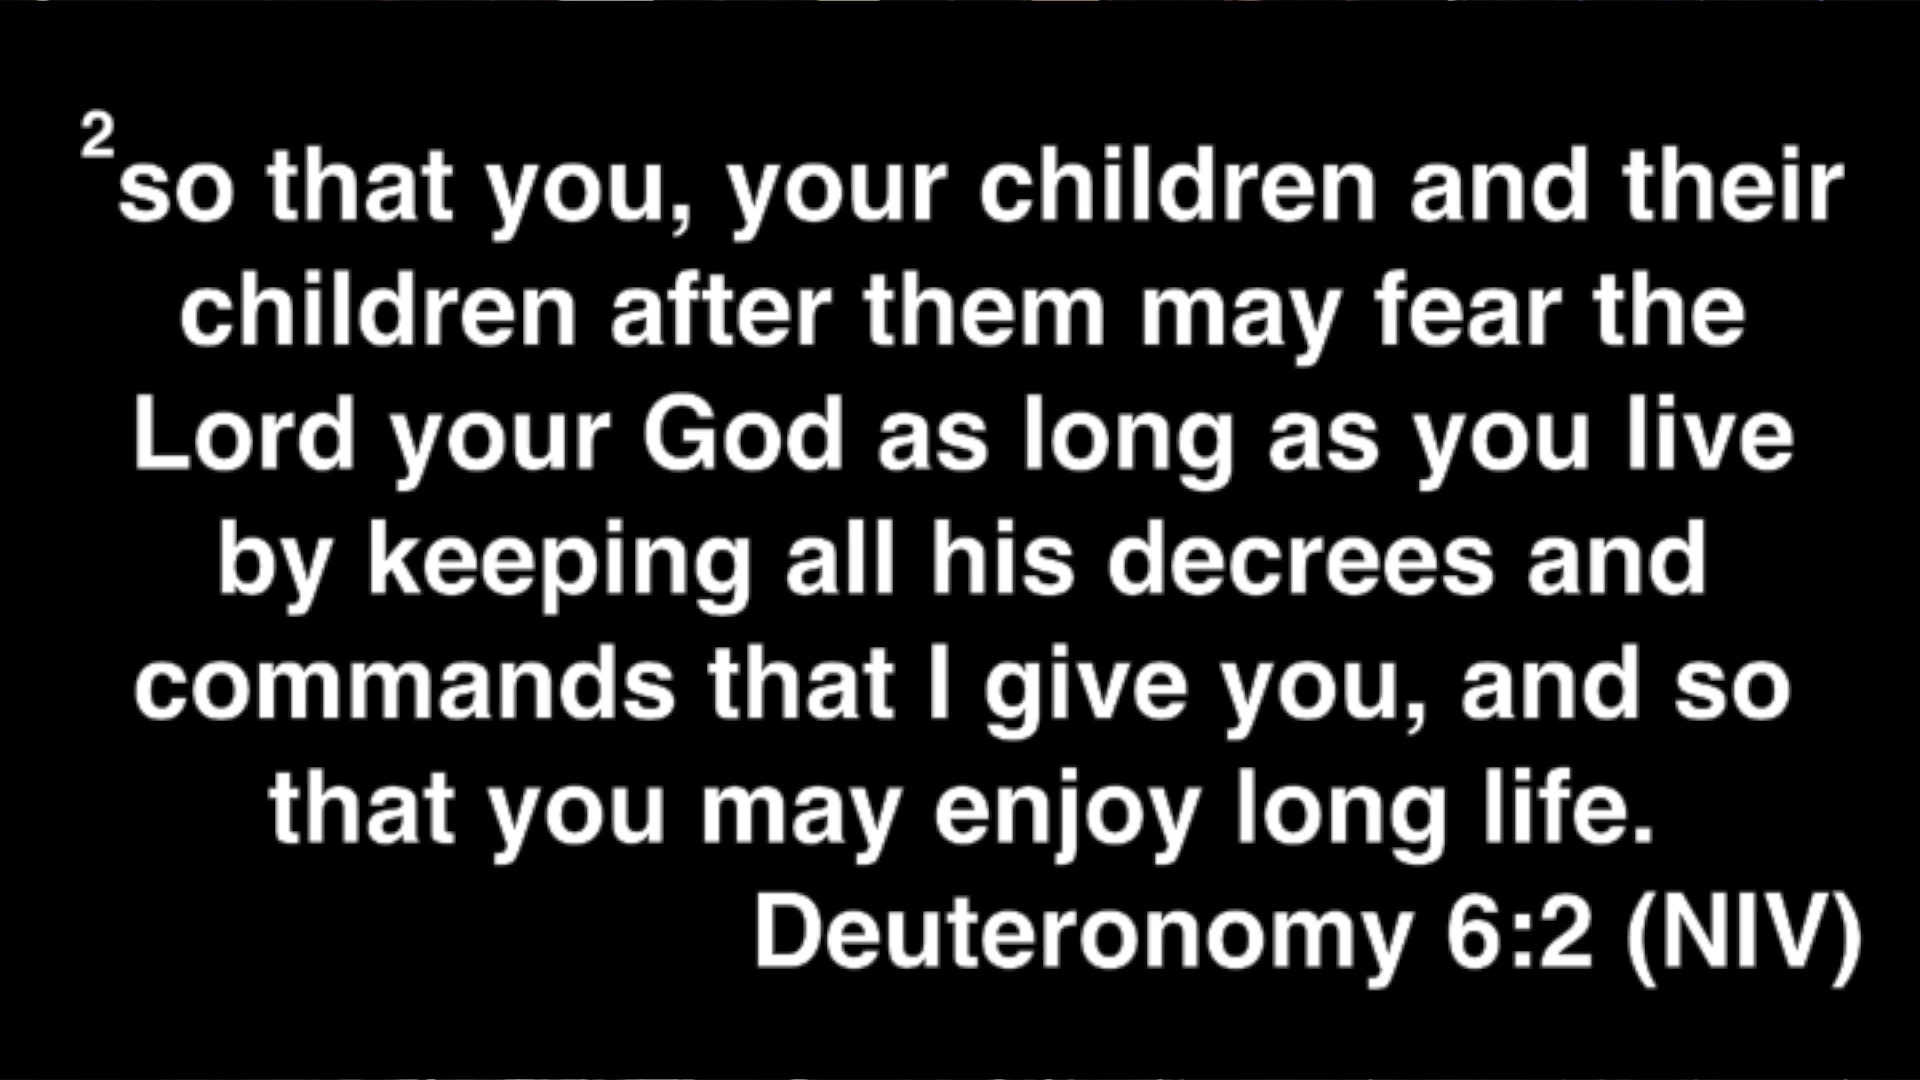 ²so that you, your children and their
children after them may fear the
Lord your God as long as you live
by keeping all his decrees and
commands that I give you, and so
that you may enjoy long life.
Deuteronomy 6:2 (NIV)